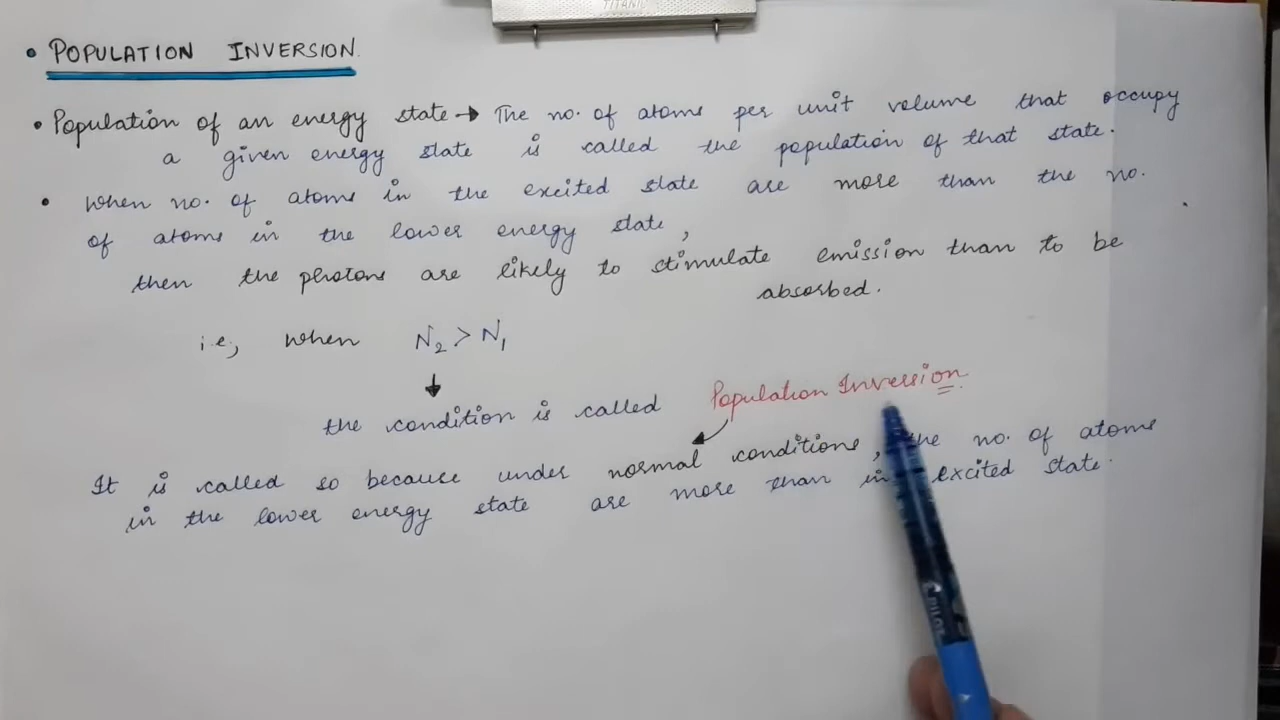 TITANIC
• POPULATION INVERSION.
• Population of an energy state → The no. of atoms per unit volume that occupy
a given energy state is called the population of that state.
• When no. of atoms in the excited state are more than the no.
of atoms in the lower energy state,
then the photons are likely to stimulate emission than to be
absorbed.
i.e, when N₂ > N₁
the condition is called Population Inversion.
It is called so because under normal conditions, the no. of atoms
in the lower energy state are more than in excited state.
PILOT